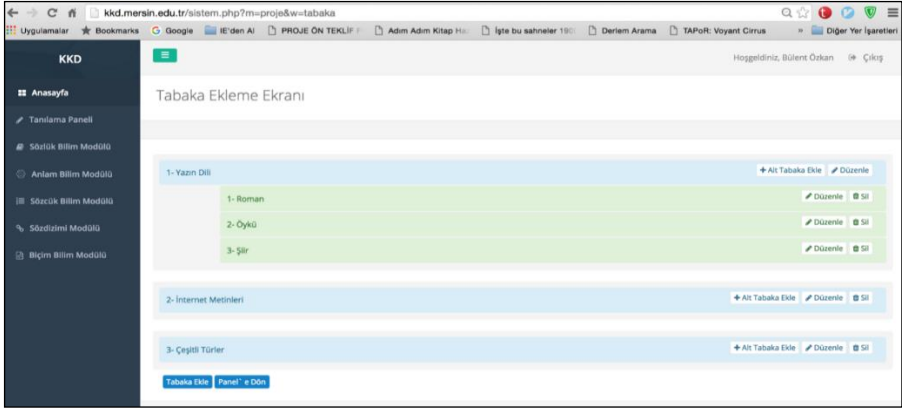 kkd.mersin.edu.tr/sistem.php?m=proje&w=tabaka
Uygulamalar Bookmarks Google IE'den Al PROJE ÖN TEKLİF F Adım Adım Kitap Ha İşte bu sahneler 180 Derlem Arama TAPoR: Voyant Cirrus » Diğer Yer İşaretleri
KKD
Hoşgeldiniz, Bülent Özkan Çıkış
Anasayfa
Tabaka Ekleme Ekranı
Tanılama Paneli
Sözlük Bilim Modülü
Anlam Bilim Modülü
Sözcük Bilim Modülü
Sözdizimi Modülü
Biçim Bilim Modülü
1- Yazın Dili + Alt Tabaka Ekle Düzenle
1- Roman Düzenle Sil
2- Öykü Düzenle Sil
3- Şiir Düzenle Sil
2- İnternet Metinleri + Alt Tabaka Ekle Düzenle Sil
3- Çeşitli Türler + Alt Tabaka Ekle Düzenle Sil
Tabaka Ekle Panel`e Dön